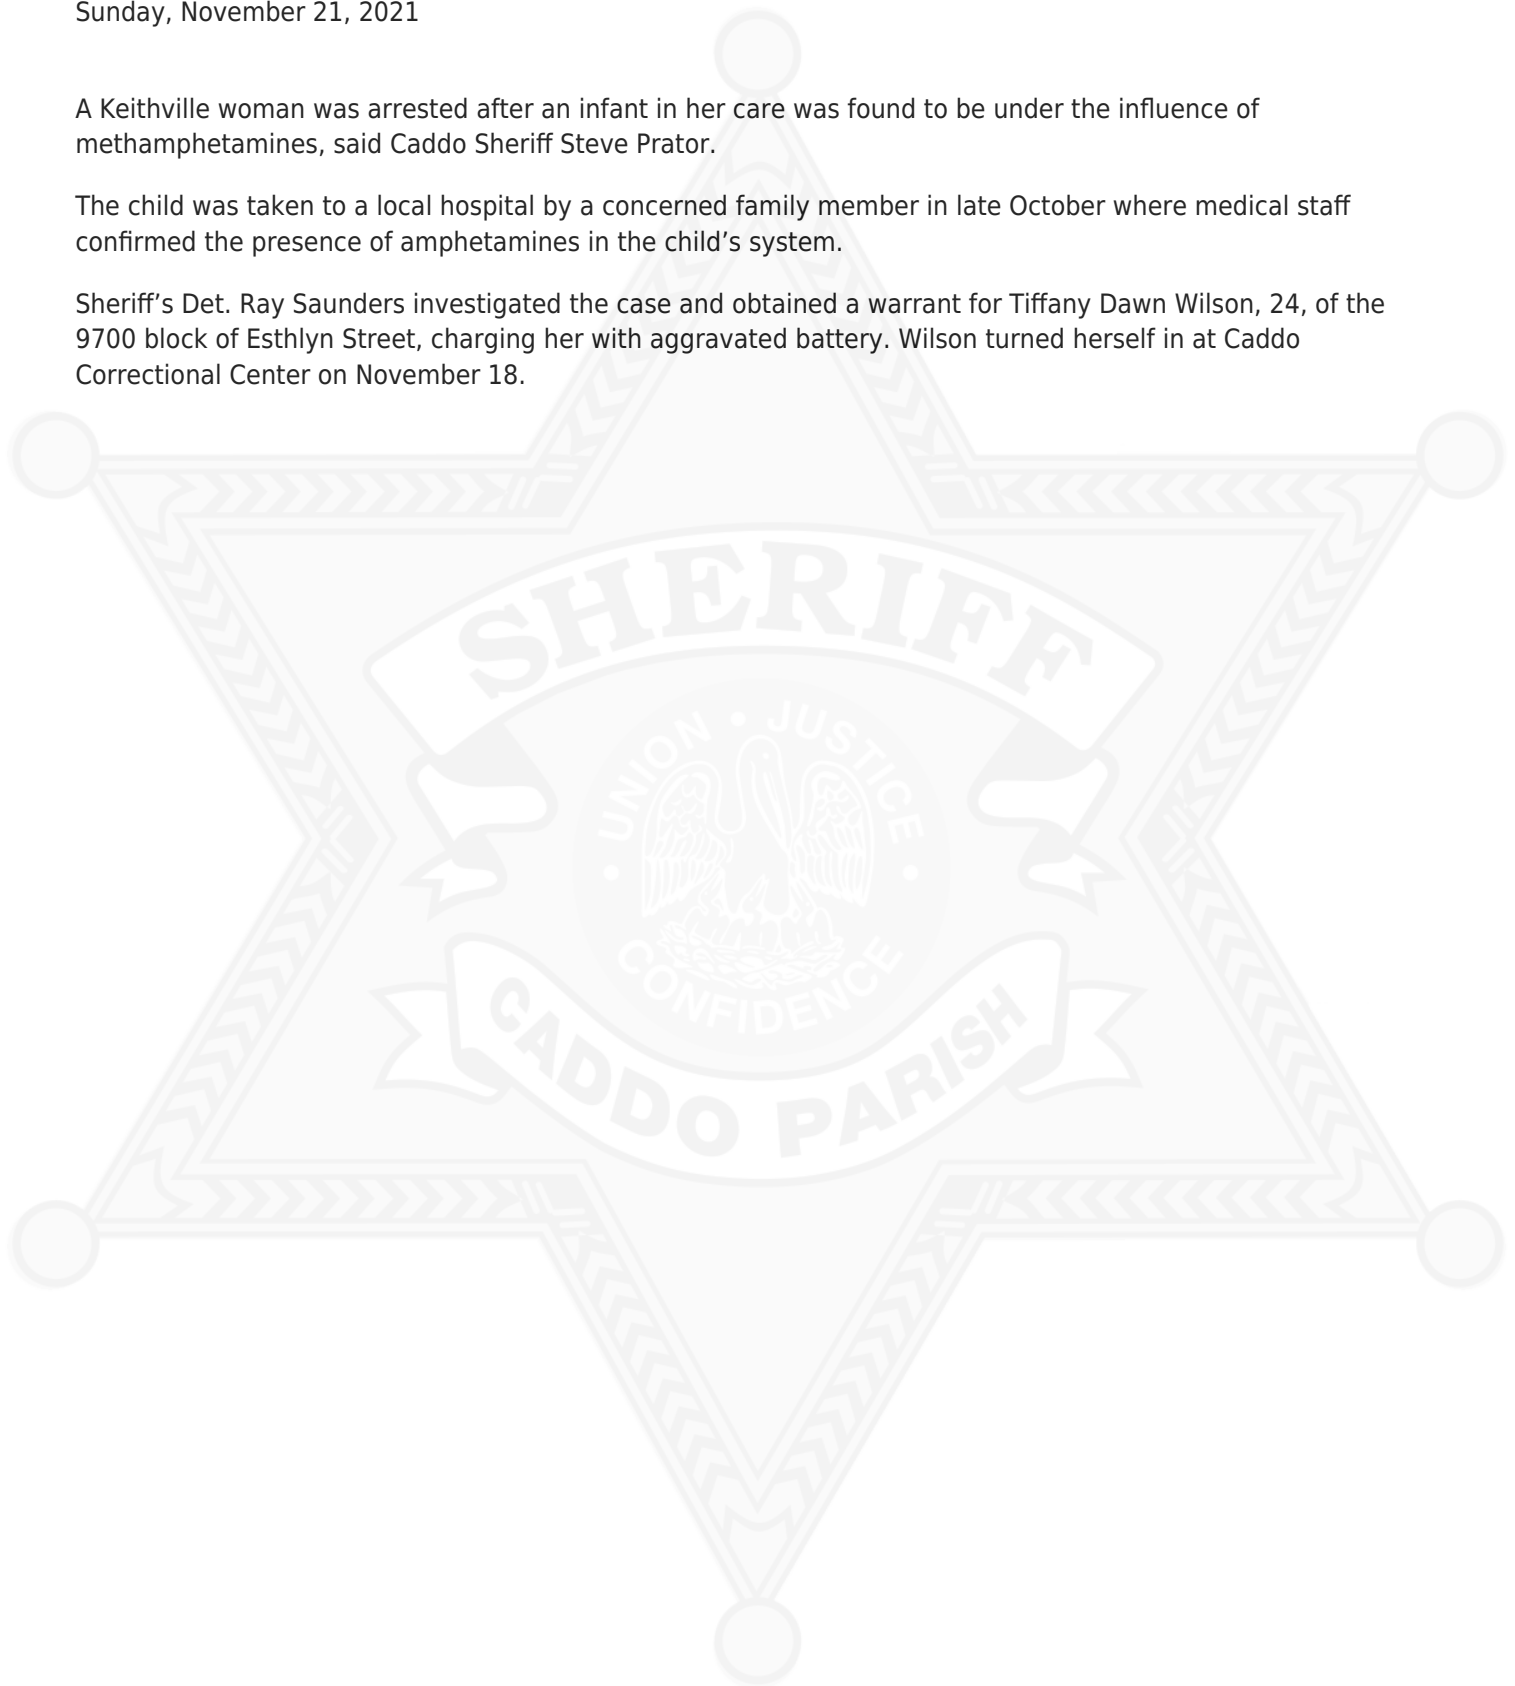 Sunday, November 21, 2021
A Keithville woman was arrested after an infant in her care was found to be under the influence of
methamphetamines, said Caddo Sheriff Steve Prator.
The child was taken to a local hospital by a concerned family member in late October where medical staff
confirmed the presence of amphetamines in the child’s system.
Sheriff’s Det. Ray Saunders investigated the case and obtained a warrant for Tiffany Dawn Wilson, 24, of the
9700 block of Esthlyn Street, charging her with aggravated battery. Wilson turned herself in at Caddo
Correctional Center on November 18.
SHERIFF
UNION • JUSTICE •
CONFIDENCE •
CADDO PARISH